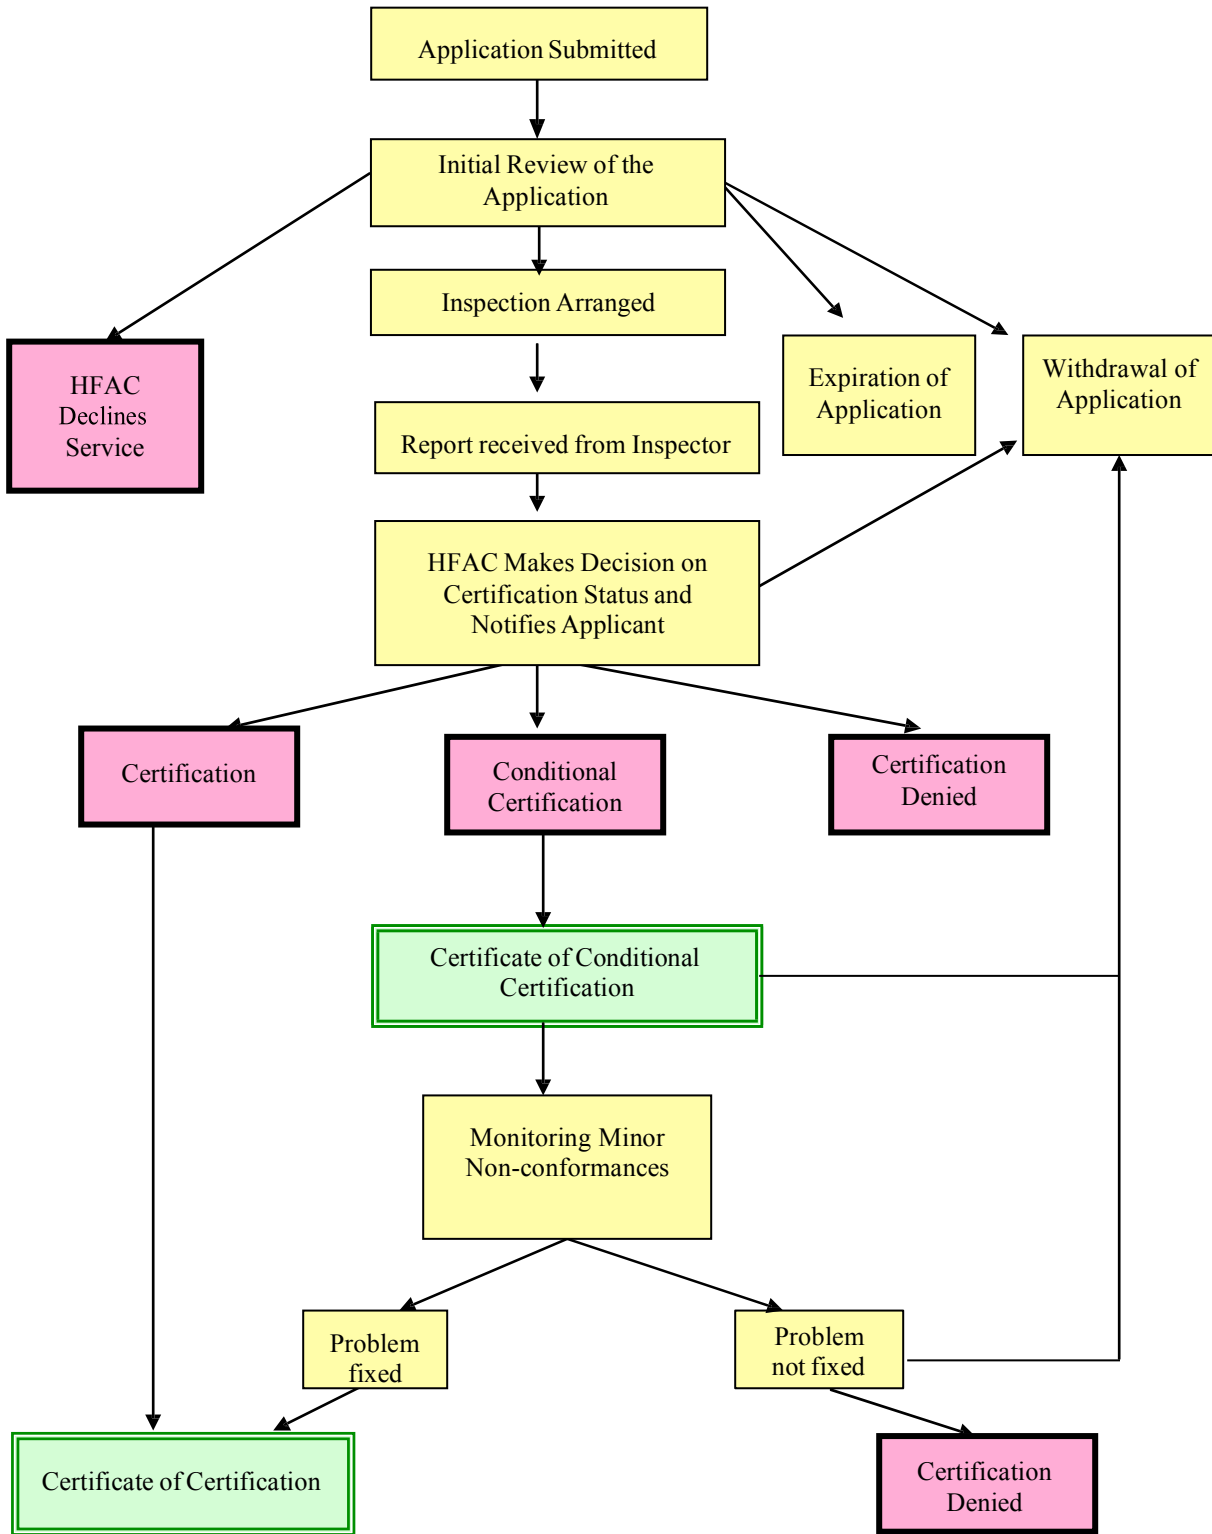 Application Submitted
Initial Review of the
Application
Inspection Arranged
HFAC
Declines
Service
Expiration of
Application
Withdrawal of
Application
Report received from Inspector
HFAC Makes Decision on
Certification Status and
Notifies Applicant
Certification
Conditional
Certification
Certification
Denied
Certificate of Conditional
Certification
Monitoring Minor
Non-conformances
Problem
fixed
Problem
not fixed
Certificate of Certification
Certification
Denied